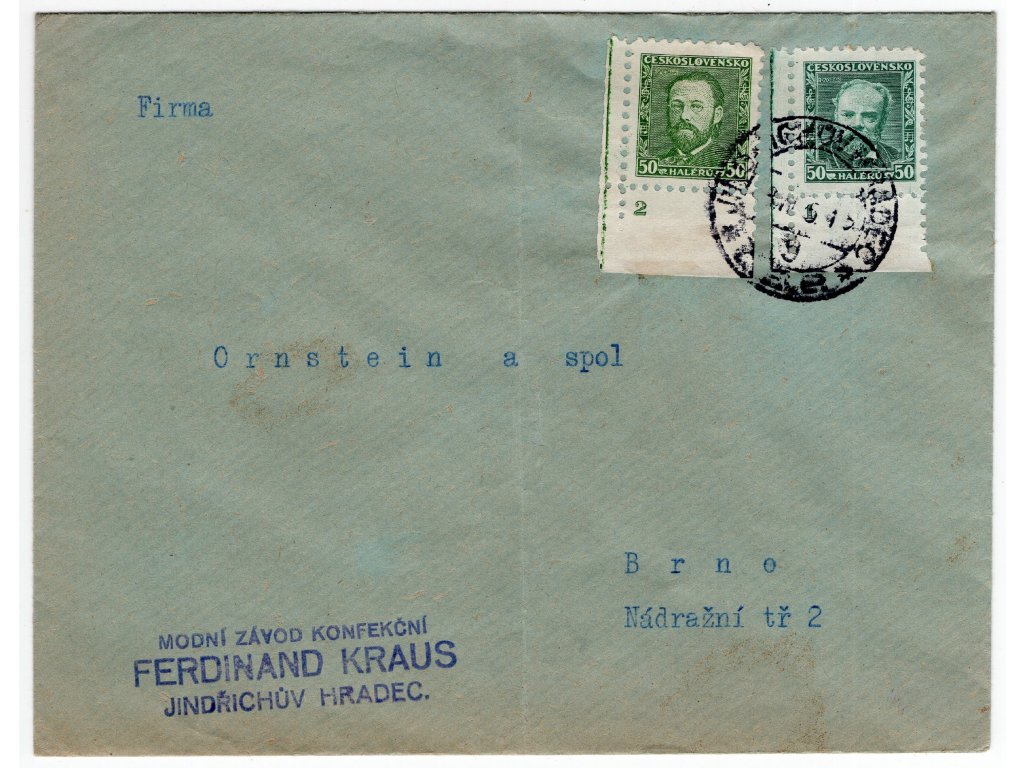 ČESKOSLOVENSKO
50 HALÉŘŮ 50
2
ČESKOSLOVENSKO
50 HALÉŘŮ 50
1
Firma
Ornstein a spol
Brno
Nádražní tř 2
MODNÍ ZÁVOD KONFEKČNÍ
FERDINAND KRAUS
JINDŘICHŮV HRADEC.